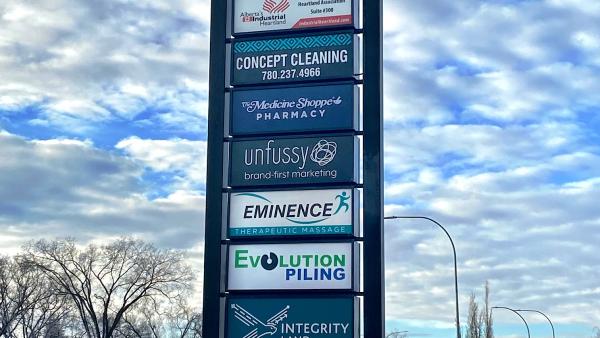 Heartland Association
Alberta's
Industrial
Heartland
Suite #300
industrialheartland.com
CONCEPT CLEANING
780.237.4966
The Medicine Shoppe
PHARMACY
unfussy
brand-first marketing
EMINENCE
THERAPEUTIC MASSAGE
EVOLUTION
PILING
INTEGRITY
LAND